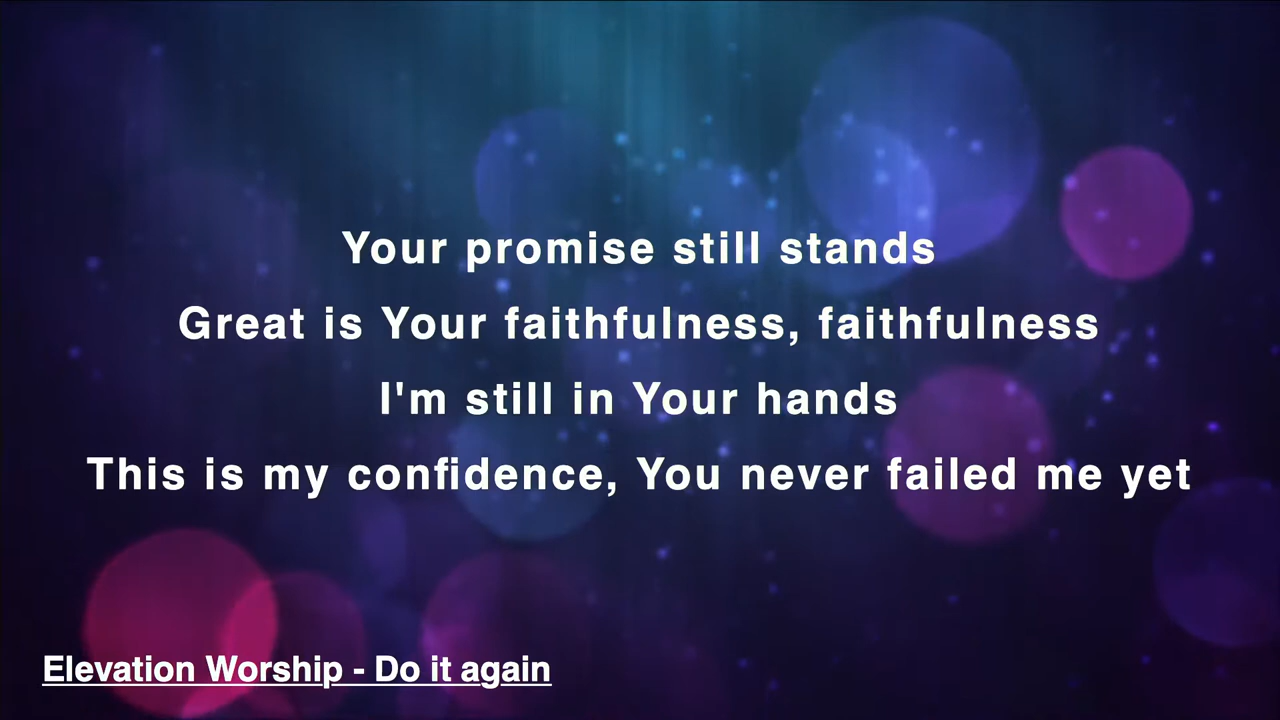 Your promise still stands
Great is Your faithfulness, faithfulness
I'm still in Your hands
This is my confidence, You never failed me yet
Elevation Worship - Do it again